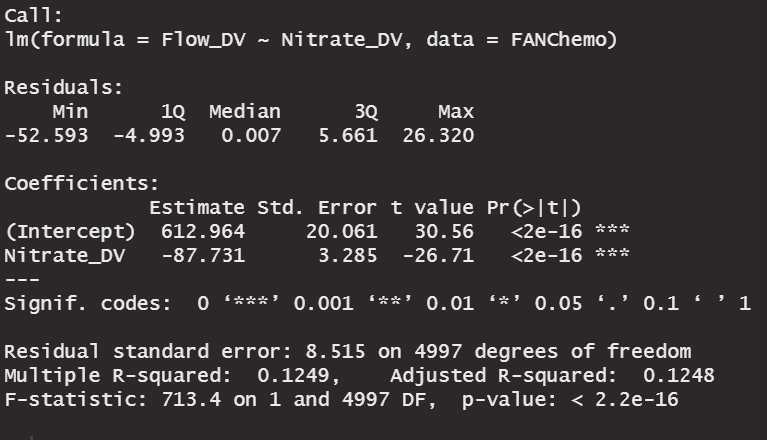 Call:
lm(formula = Flow_DV ~ Nitrate_DV, data = FANChemo)
Residuals:
    Min      1Q  Median      3Q     Max
-52.593  -4.993   0.007   5.661  26.320
Coefficients:
            Estimate Std. Error t value Pr(>|t|)
(Intercept)  612.964     20.061   30.56   <2e-16 ***
Nitrate_DV   -87.731      3.285  -26.71   <2e-16 ***
---
Signif. codes:  0 ‘***’ 0.001 ‘**’ 0.01 ‘*’ 0.05 ‘.’ 0.1 ‘ ’ 1
Residual standard error: 8.515 on 4997 degrees of freedom
Multiple R-squared:  0.1249,    Adjusted R-squared:  0.1248
F-statistic: 713.4 on 1 and 4997 DF,  p-value: < 2.2e-16